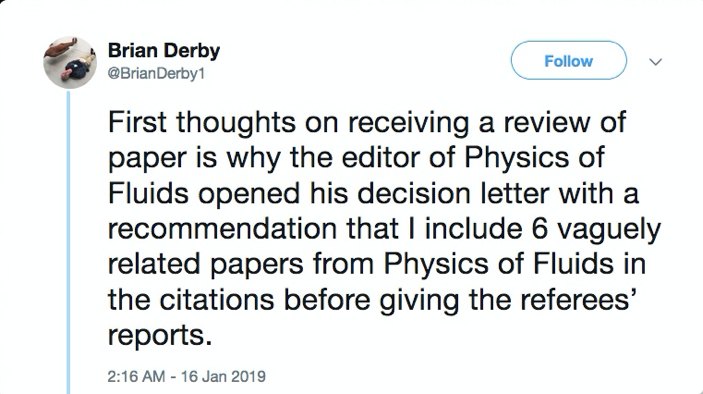 Brian Derby
Follow
@BrianDerby1
First thoughts on receiving a review of
paper is why the editor of Physics of
Fluids opened his decision letter with a
recommendation that I include 6 vaguely
related papers from Physics of Fluids in
the citations before giving the referees’
reports.
2:16 AM - 16 Jan 2019